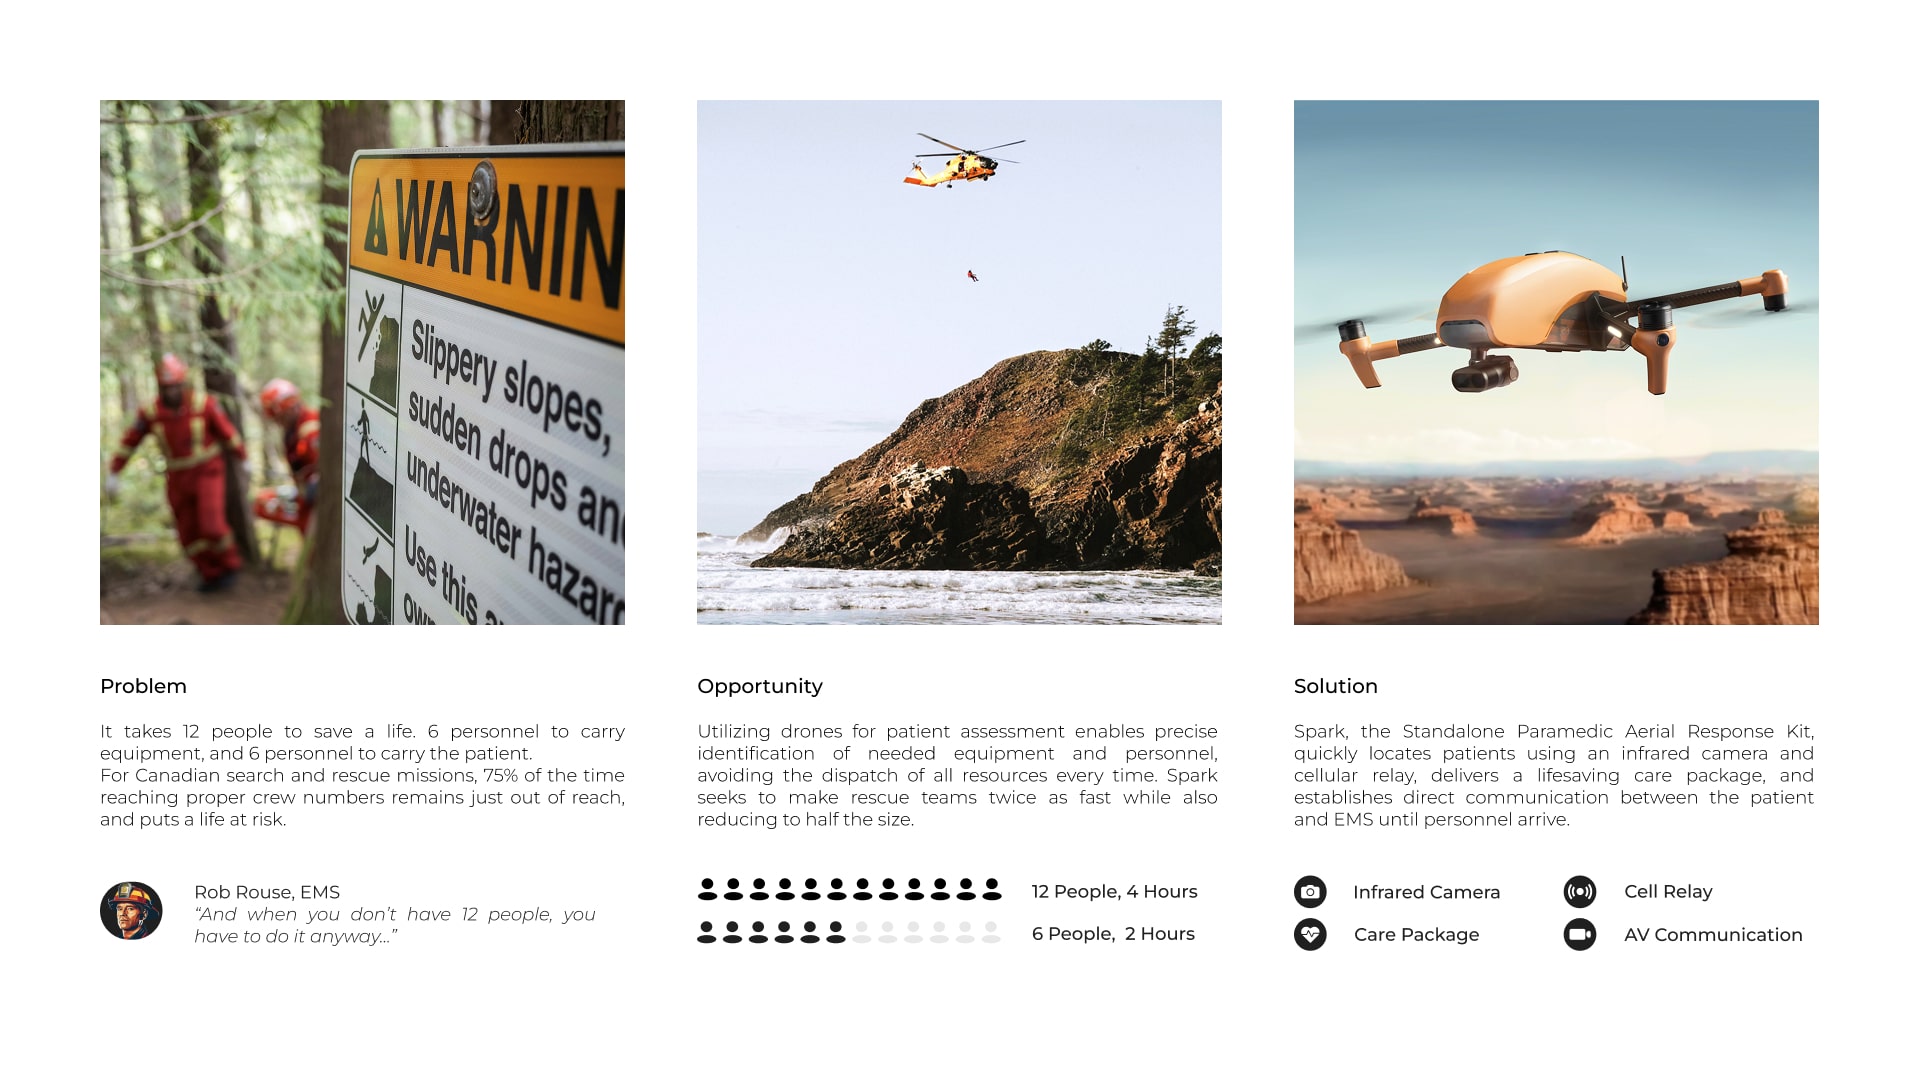 WARNIN
Slippery slopes,
sudden drops an
underwater hazar
Use this a
own
Problem
It takes 12 people to save a life. 6 personnel to carry
equipment, and 6 personnel to carry the patient.
For Canadian search and rescue missions, 75% of the time
reaching proper crew numbers remains just out of reach,
and puts a life at risk.
Rob Rouse, EMS
“And when you don’t have 12 people, you
have to do it anyway...”
Opportunity
Utilizing drones for patient assessment enables precise
identification of needed equipment and personnel,
avoiding the dispatch of all resources every time. Spark
seeks to make rescue teams twice as fast while also
reducing to half the size.
12 People, 4 Hours
6 People, 2 Hours
Solution
Spark, the Standalone Paramedic Aerial Response Kit,
quickly locates patients using an infrared camera and
cellular relay, delivers a lifesaving care package, and
establishes direct communication between the patient
and EMS until personnel arrive.
Infrared Camera
Cell Relay
Care Package
AV Communication